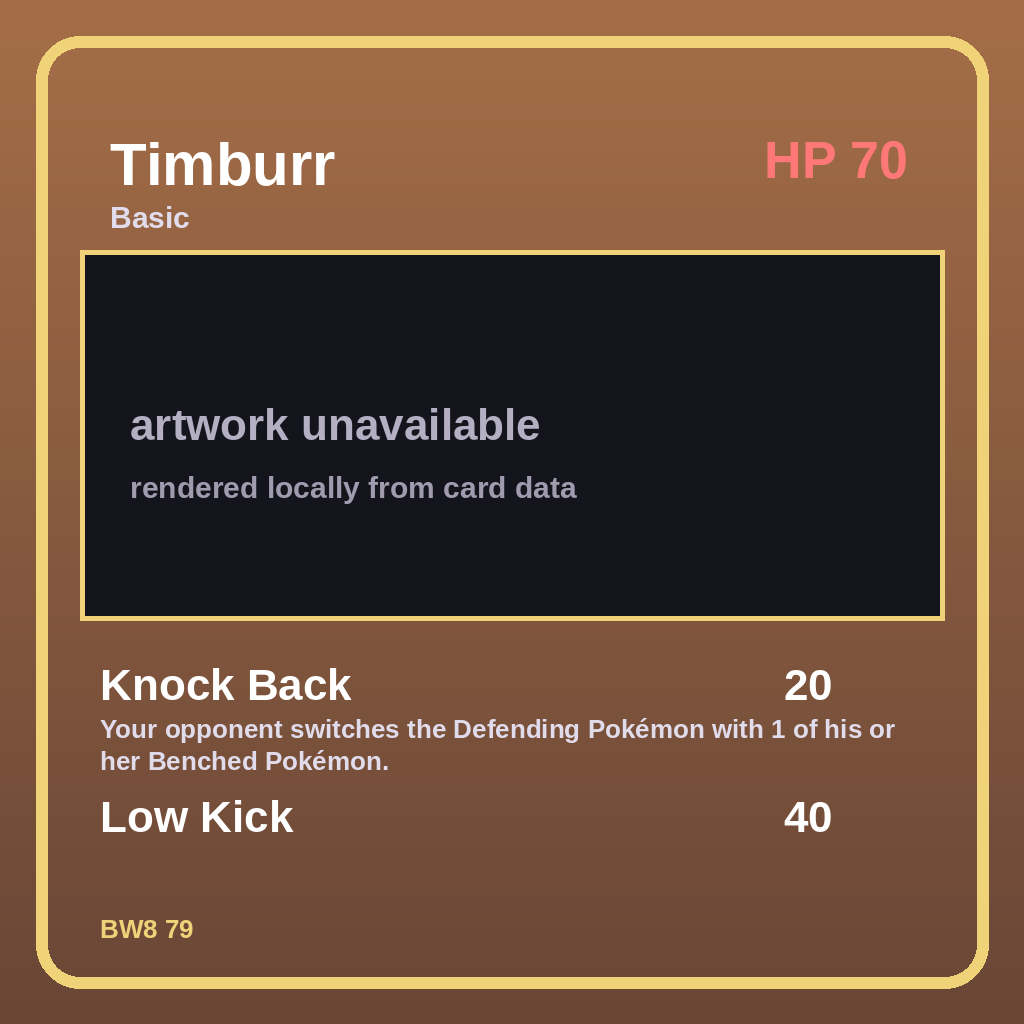 Timburr
HP 70
Basic
artwork unavailable
rendered locally from card data
Knock Back
20
Your opponent switches the Defending Pokémon with 1 of his or
her Benched Pokémon.
Low Kick
40
BW8 79